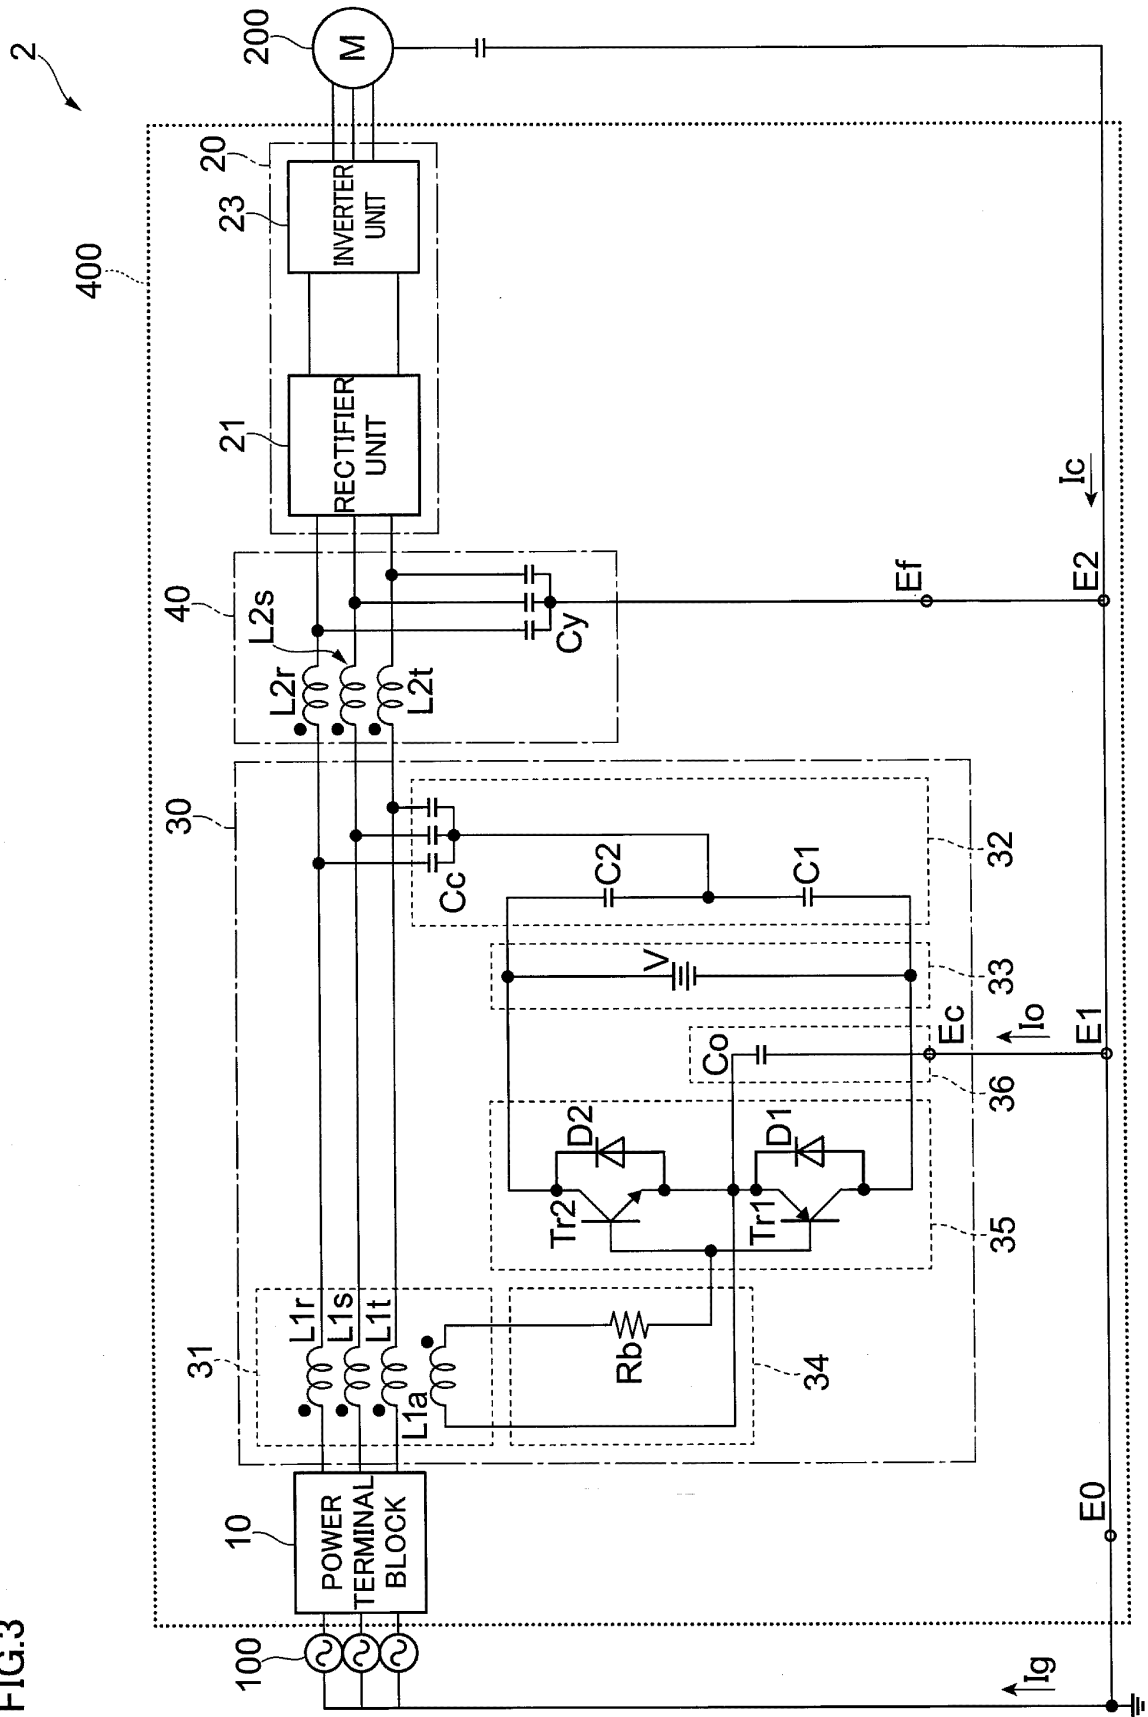 FIG.3
2
400
100
10
POWER
TERMINAL
BLOCK
31
L1r
L1s
L1t
L1a
30
Cc
40
L2r
L2s
L2t
Cy
20
21
RECTIFIER
UNIT
23
INVERTER
UNIT
200
M
Rb
34
Tr2
D2
Tr1
D1
35
Co
36
Ec
V
33
C2
C1
32
Ef
Ig
E0
Io
E1
E2
Ic